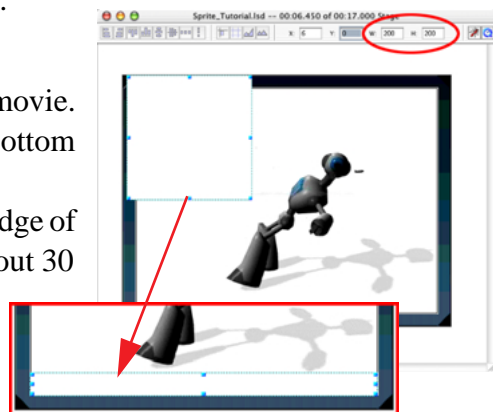 .
Sprite_Tutorial.lsd -- 00:06.450 of 00:17.000 Stage
X: 6 Y: 0 W: 200 H: 200
movie.
ottom
dge of
out 30